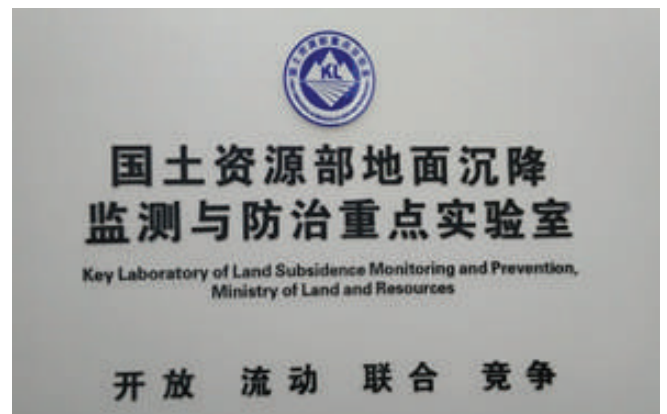 KL
国土资源部地面沉降
监测与防治重点实验室
Key Laboratory of Land Subsidence Monitoring and Prevention,
Ministry of Land and Resources
开放 流动 联合 竞争